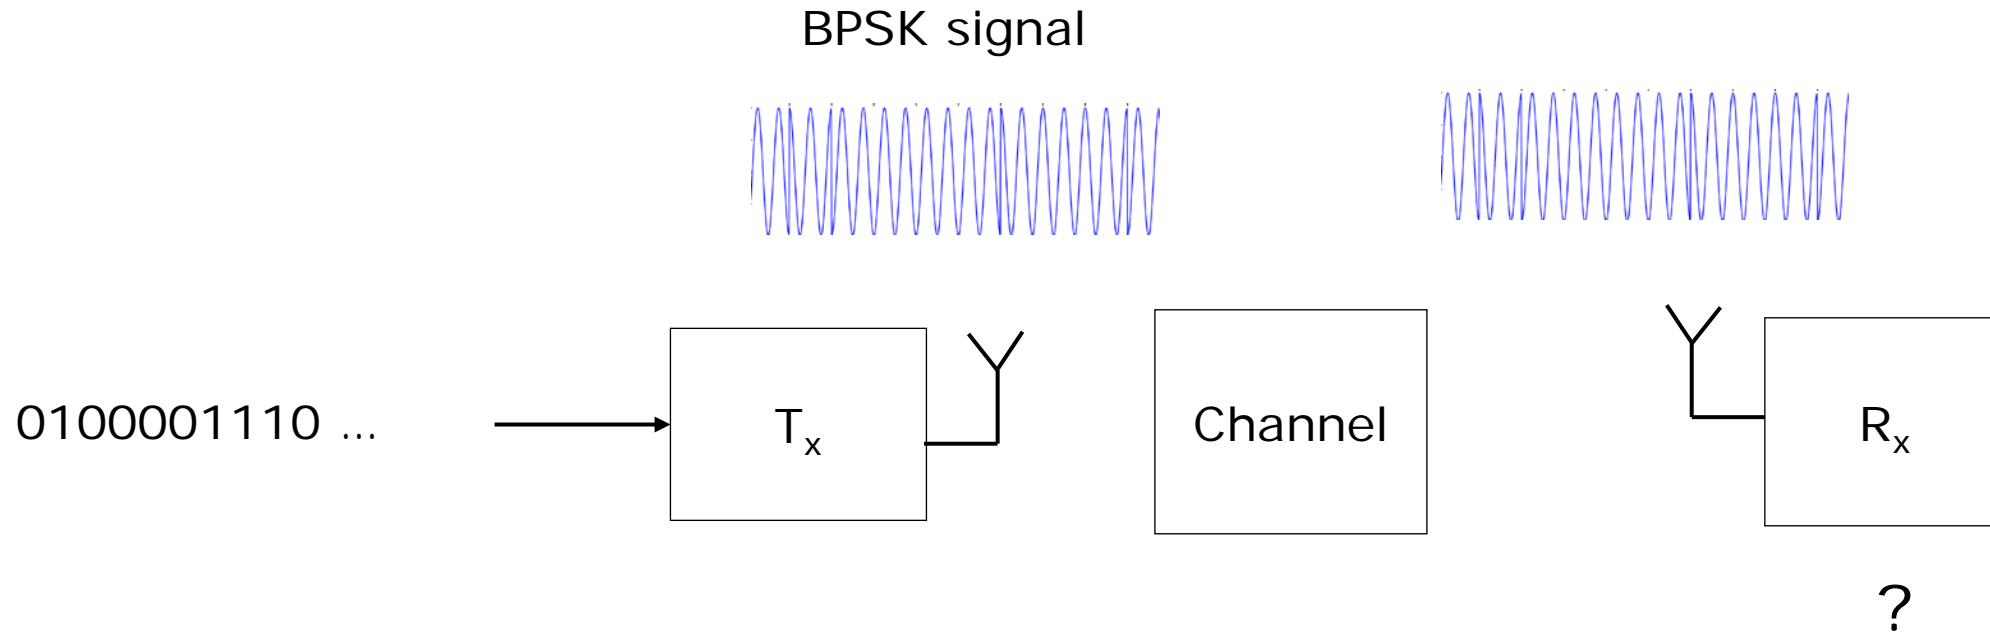 BPSK signal
0100001110 ...
Tx
Channel
Rx
?